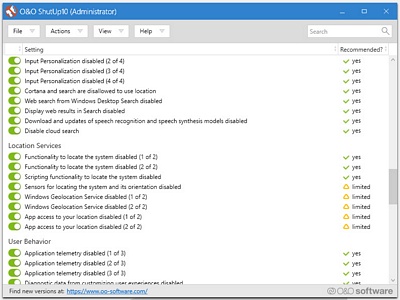 O&O ShutUp10 (Administrator)
File Actions View Help Search
Setting Recommended?
Input Personalization disabled (2 of 4) yes
Input Personalization disabled (3 of 4) yes
Input Personalization disabled (4 of 4) yes
Cortana and search are disallowed to use location yes
Web search from Windows Desktop Search disabled yes
Display web results in Search disabled yes
Download and updates of speech recognition and speech synthesis models disabled yes
Disable cloud search yes
Location Services
Functionality to locate the system disabled (1 of 2) yes
Functionality to locate the system disabled (2 of 2) yes
Scripting functionality to locate the system disabled yes
Sensors for locating the system and its orientation disabled limited
Windows Geolocation Service disabled (1 of 2) limited
Windows Geolocation Service disabled (2 of 2) limited
App access to your location disabled (1 of 2) limited
App access to your location disabled (2 of 2) limited
User Behavior
Application telemetry disabled (1 of 3) yes
Application telemetry disabled (2 of 3) yes
Application telemetry disabled (3 of 3) yes
Diagnostic data from customizing user experiences disabled yes
Find new versions at: https://www.oo-software.com/ O&O software